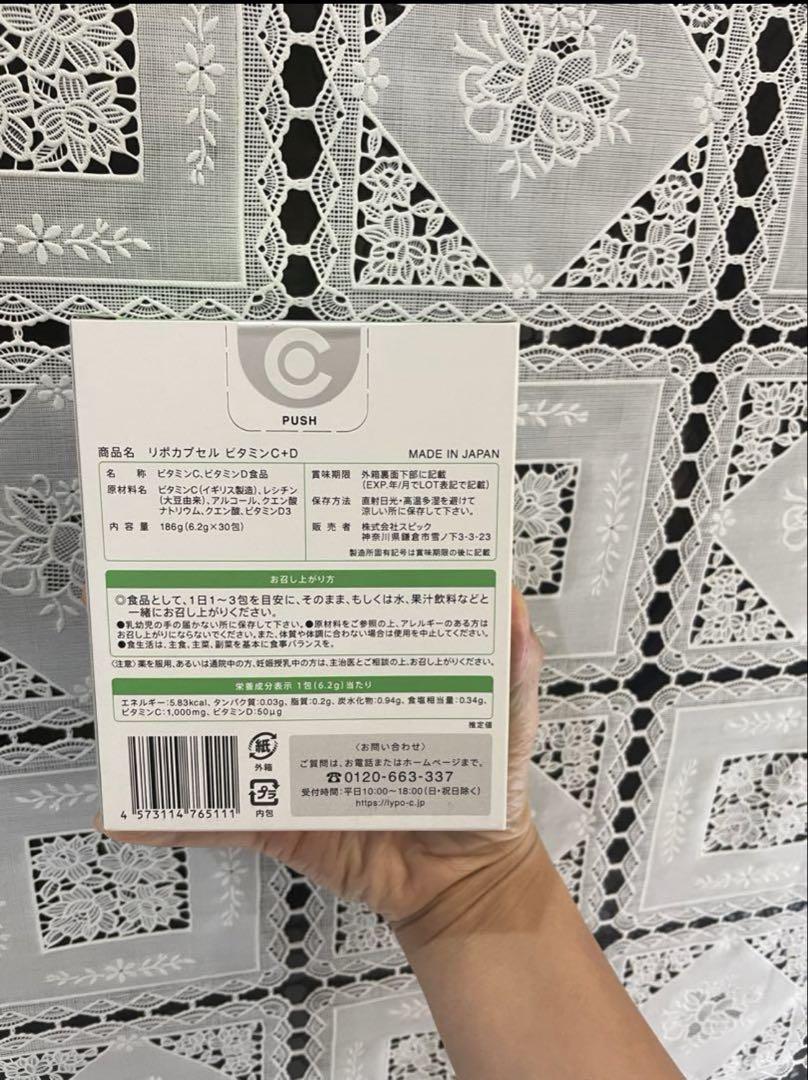 PUSH
商品名 リポカプセル ビタミンC+D
MADE IN JAPAN
名 称 ビタミンC、ビタミンD食品
原材料名 ビタミンC(イギリス製造)、レシチン
(大豆由来)、アルコール、クエン酸
ナトリウム、クエン酸、ビタミンD3
内 容 量 186g(6.2g×30包)
賞味期限 外箱裏面下部に記載
(EXP.年/月でLOT表記で記載)
保存方法 直射日光・高温多湿を避けて
涼しい所に保存して下さい。
販 売 者 株式会社スピック
神奈川県鎌倉市雪ノ下3-3-23
製造所固有記号は賞味期限の後に記載
お召し上がり方
◎食品として、1日1〜3包を目安に、そのまま、もしくは水、果汁飲料などと
一緒にお召し上がりください。
●乳幼児の手の届かない所に保存して下さい。●原材料をご参照の上、アレルギーのある方は
お召し上がりにならないでください。また、体質や体調に合わない場合は使用を中止してください。
●食生活は、主食、主菜、副菜を基本に食事バランスを。
〈注意〉薬を服用、あるいは通院中の方、妊娠授乳中の方は、主治医とご相談の上、お召し上がりください。
栄養成分表示 1包(6.2g)当たり
エネルギー:5.83kcal、タンパク質:0.03g、脂質:0.2g、炭水化物:0.94g、食塩相当量:0.34g、
ビタミンC:1,000mg、ビタミンD:50μg
推定値
4 573114 765111
紙
外箱
プラ
内包
〈お問い合わせ〉
ご質問は、お電話またはホームページまで。
☎0120-663-337
受付時間:平日10:00〜18:00(日・祝日除く)
https://lypo-c.jp